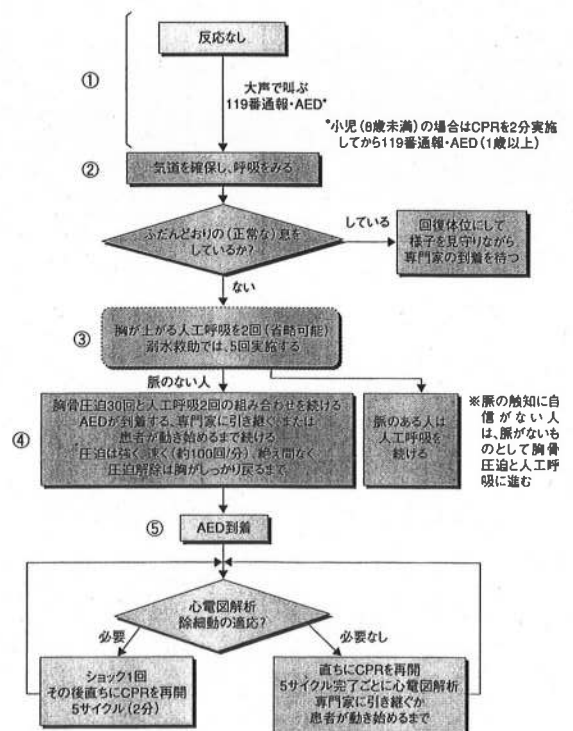 反応なし
①
大声で叫ぶ
119番通報・AED*
*小児(8歳未満)の場合はCPRを2分実施
してから119番通報・AED(1歳以上)
②
気道を確保し、呼吸をみる
ふだんどおりの(正常な)息を
しているか?
している
回復体位にして
様子を見守りながら、
専門家の到着を待つ
ない
③
胸が上がる人工呼吸を2回(省略可能)
溺水救助では、5回実施する
脈のない人
④
胸骨圧迫30回と人工呼吸2回の組み合わせを続ける
AEDが到着する、専門家に引き継ぐ、または
患者が動き始めるまで続ける
圧迫は強く、速く(約100回/分)、絶え間なく
圧迫解除は胸がしっかり戻るまで
脈のある人は
人工呼吸を
続ける
※脈の触知に自
信がない人
は、脈がないも
のとして胸骨
圧迫と人工呼
吸に進む
⑤
AED到着
心電図解析
除細動の適応?
必要
必要なし
ショック1回
その後直ちにCPRを再開
5サイクル(2分)
直ちにCPRを再開
5サイクル完了ごとに心電図解析
専門家に引き継ぐか
患者が動き始めるまで